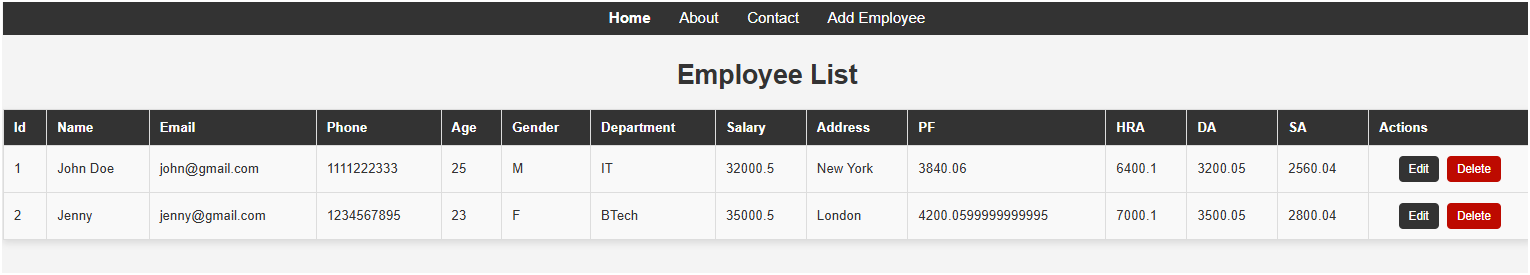 Home About Contact Add Employee
Employee List
Id Name Email Phone Age Gender Department Salary Address PF HRA DA SA Actions
1 John Doe john@gmail.com 1111222333 25 M IT 32000.5 New York 3840.06 6400.1 3200.05 2560.04 Edit Delete
2 Jenny jenny@gmail.com 1234567895 23 F BTech 35000.5 London 4200.0599999999995 7000.1 3500.05 2800.04 Edit Delete